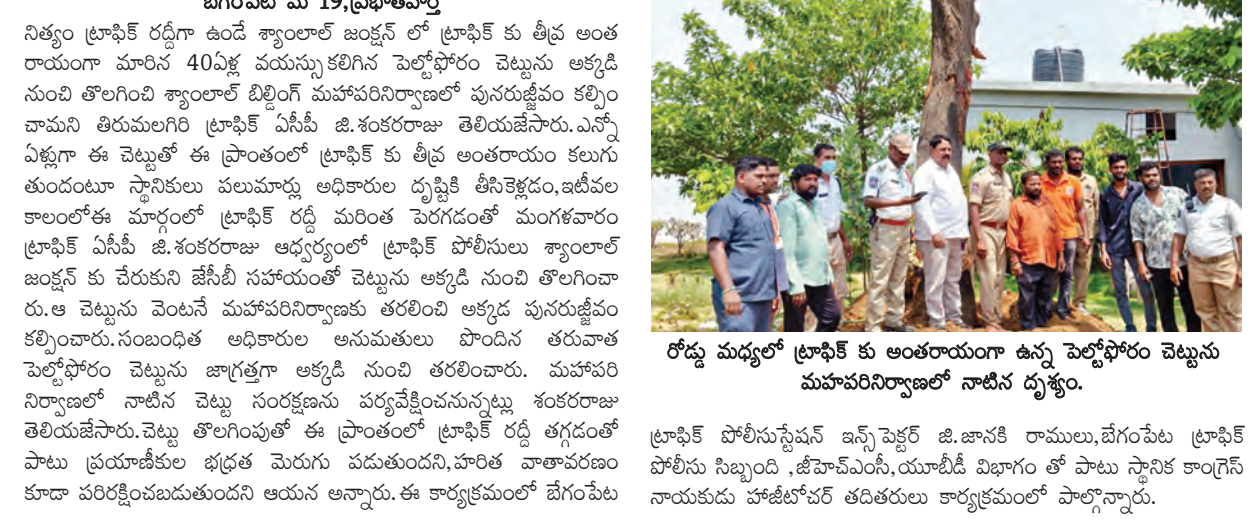 బేగంపేట మే 19,ప్రభాతవార్త
నిత్యం ట్రాఫిక్ రద్దీగా ఉండే శ్యాంలాల్ జంక్షన్ లో ట్రాఫిక్ కు తీవ్ర అంత
రాయంగా మారిన 40ఏళ్ల వయస్సు కలిగిన పెల్టోఫోరం చెట్టును అక్కడి
నుంచి తొలగించి శ్యాంలాల్ బిల్డింగ్ మహాపరినిర్వాణలో పునరుజ్జీవం కల్పిం
చామని తిరుమలగిరి ట్రాఫిక్ ఏసీపీ జి.శంకరరాజు తెలియజేసారు.ఎన్నో
ఏళ్లుగా ఈ చెట్టుతో ఈ ప్రాంతంలో ట్రాఫిక్ కు తీవ్ర అంతరాయం కలుగు
తుందంటూ స్థానికులు పలుమార్లు అధికారుల దృష్టికి తీసికెళ్లడం,ఇటీవల
కాలంలోఈ మార్గంలో ట్రాఫిక్ రద్దీ మరింత పెరగడంతో మంగళవారం
ట్రాఫిక్ ఏసీపీ జి.శంకరరాజు ఆధ్వర్యంలో ట్రాఫిక్ పోలీసులు శ్యాంలాల్
జంక్షన్ కు చేరుకుని జేసీబీ సహాయంతో చెట్టును అక్కడి నుంచి తొలగించా
రు.ఆ చెట్టును వెంటనే మహాపరినిర్వాణకు తరలించి అక్కడ పునరుజ్జీవం
కల్పించారు.సంబంధిత అధికారుల అనుమతులు పొందిన తరువాత
పెల్టోఫోరం చెట్టును జాగ్రత్తగా అక్కడి నుంచి తరలించారు. మహాపరి
నిర్వాణలో నాటిన చెట్టు సంరక్షణను పర్యవేక్షించనున్నట్లు శంకరరాజు
తెలియజేసారు.చెట్టు తొలగింపుతో ఈ ప్రాంతంలో ట్రాఫిక్ రద్దీ తగ్గడంతో
పాటు ప్రయాణీకుల భద్రత మెరుగు పడుతుందని,హరిత వాతావరణం
కూడా పరిరక్షించబడుతుందని ఆయన అన్నారు.ఈ కార్యక్రమంలో బేగంపేట
రోడ్డు మధ్యలో ట్రాఫిక్ కు అంతరాయంగా ఉన్న పెల్టోఫోరం చెట్టును
మహపరినిర్వాణలో నాటిన దృశ్యం.
ట్రాఫిక్ పోలీసుస్టేషన్ ఇన్స్‌పెక్టర్ జి.జానకి రాములు,బేగంపేట ట్రాఫిక్
పోలీసు సిబ్బంది ,జీహెచ్ఎంసీ,యూబీడీ విభాగం తో పాటు స్థానిక కాంగ్రెస్
నాయకుడు హాజీటోచర్ తదితరులు కార్యక్రమంలో పాల్గొన్నారు.